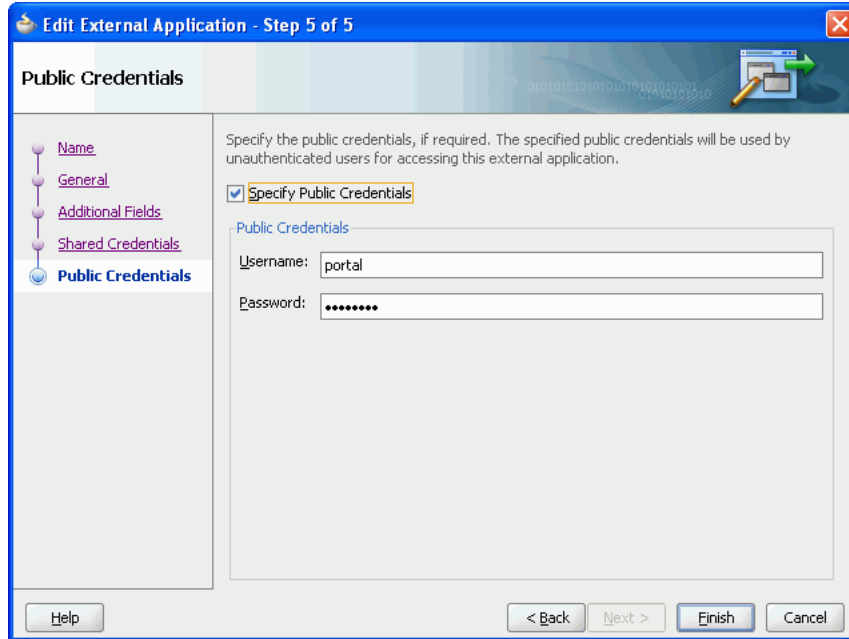 Edit External Application - Step 5 of 5
Public Credentials
Name
General
Additional Fields
Shared Credentials
Public Credentials
Specify the public credentials, if required. The specified public credentials will be used by
unauthenticated users for accessing this external application.
Specify Public Credentials
Public Credentials
Username: portal
Password: ••••••••
Help
< Back
Next >
Finish
Cancel